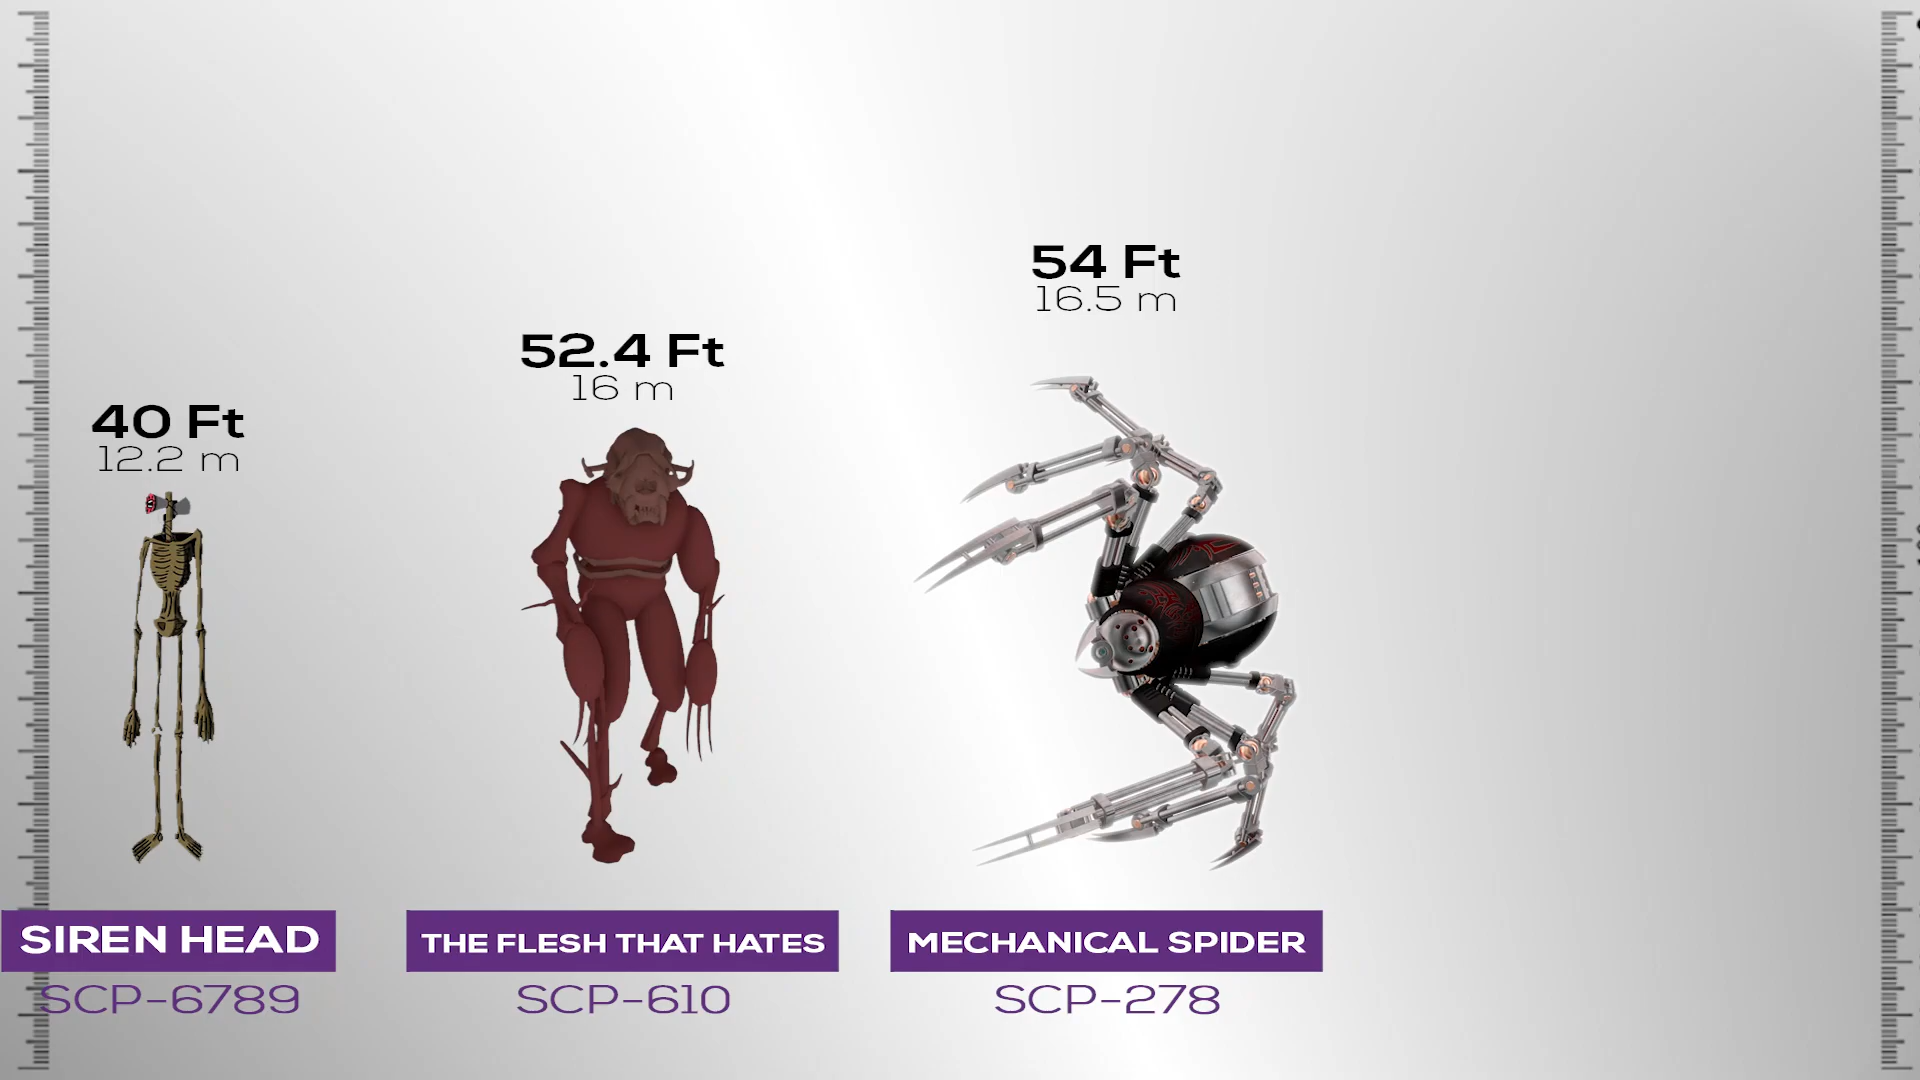 40 Ft
12.2 m
SIREN HEAD
SCP-6789
52.4 Ft
16 m
THE FLESH THAT HATES
SCP-610
54 Ft
16.5 m
MECHANICAL SPIDER
SCP-278